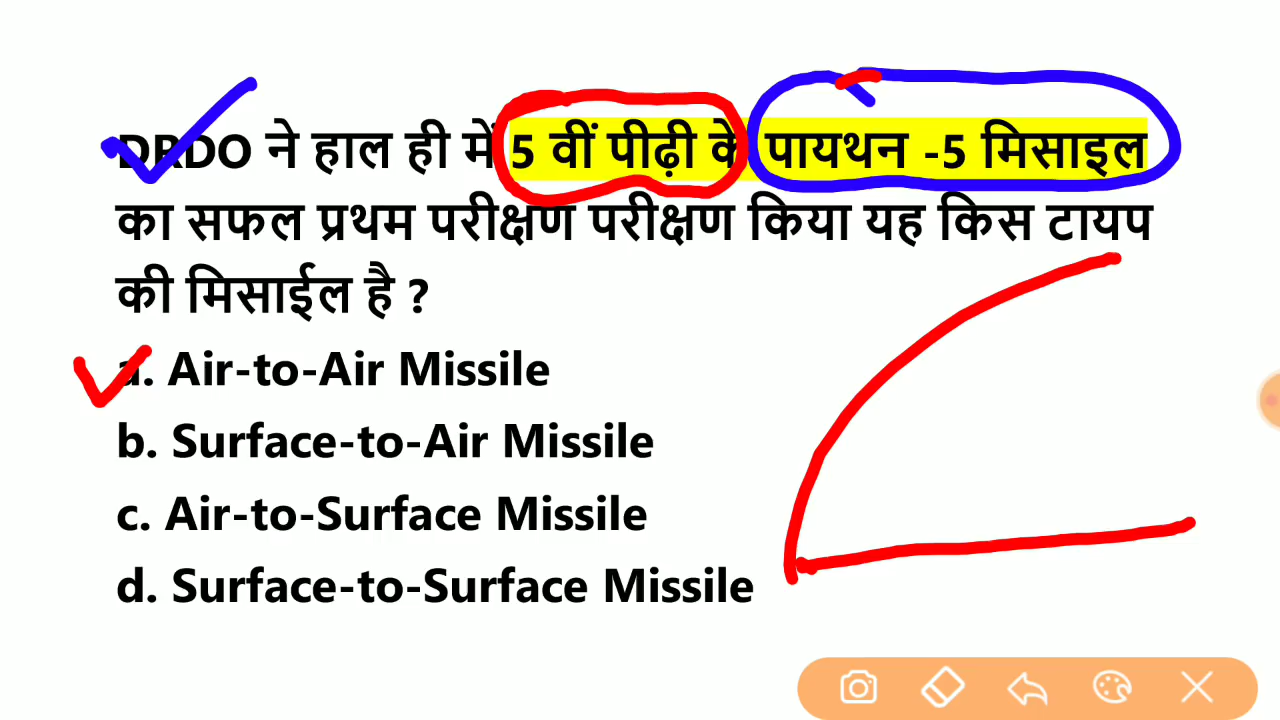 DRDO ने हाल ही में 5 वीं पीढ़ी के पायथन -5 मिसाइल
का सफल प्रथम परीक्षण परीक्षण किया यह किस टायप
की मिसाईल है ?
a. Air-to-Air Missile
b. Surface-to-Air Missile
c. Air-to-Surface Missile
d. Surface-to-Surface Missile